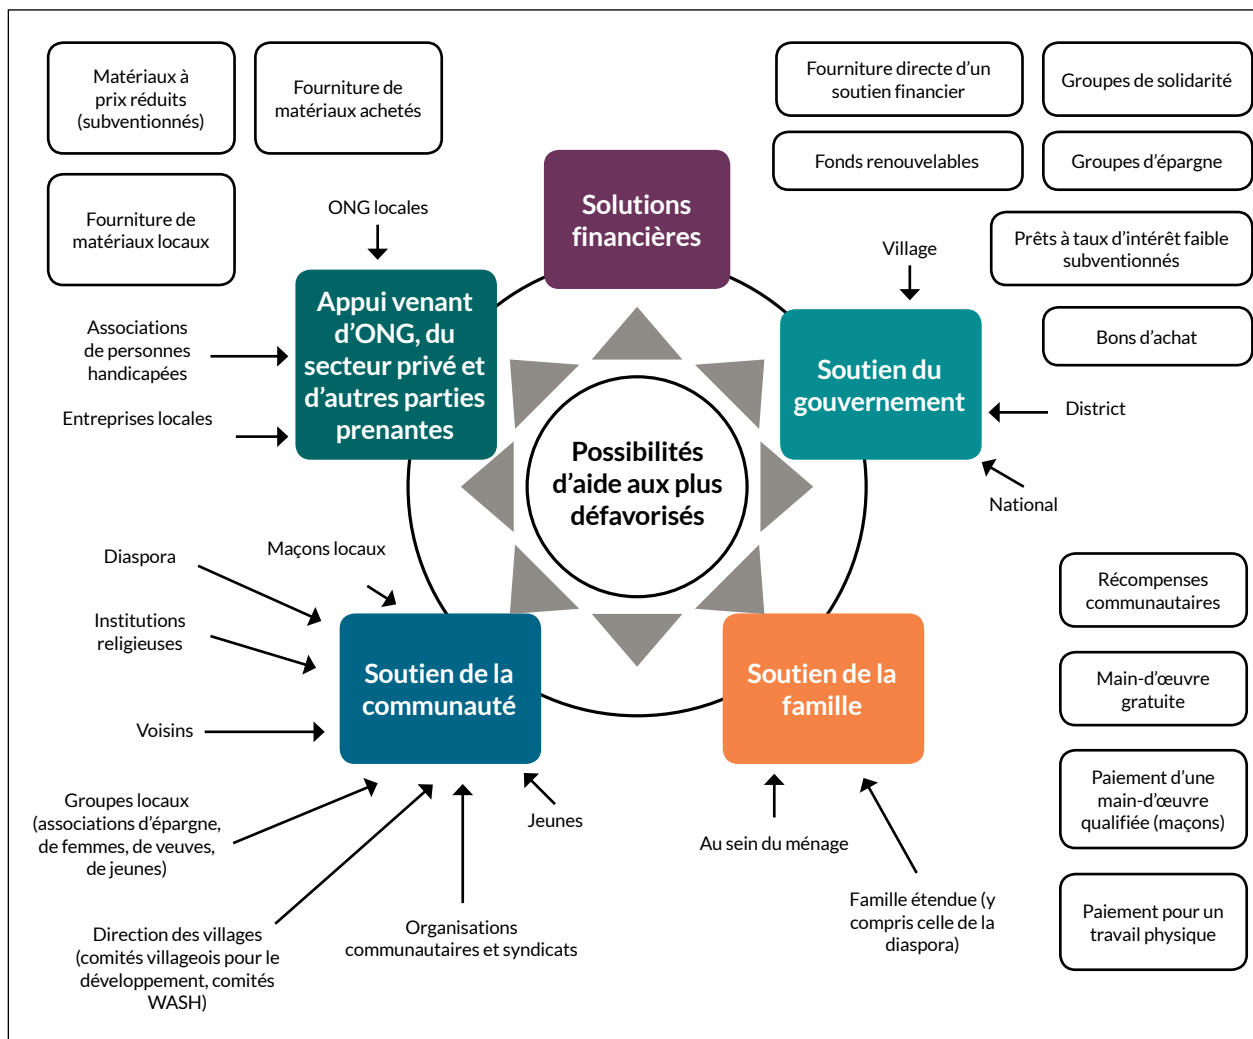 Matériaux à
prix réduits
(subventionnés)
Fourniture de
matériaux achetés
Fourniture de
matériaux locaux
Fourniture directe d’un
soutien financier
Groupes de solidarité
Fonds renouvelables
Groupes d’épargne
Prêts à taux d’intérêt faible
subventionnés
Bons d’achat
Solutions
financières
ONG locales
Village
Appui venant
d’ONG, du
secteur privé et
d’autres parties
prenantes
Associations
de personnes
handicapées
Entreprises locales
Soutien du
gouvernement
District
National
Possibilités
d’aide aux plus
défavorisés
Diaspora
Maçons locaux
Institutions
religieuses
Voisins
Soutien de la
communauté
Soutien de la
famille
Groupes locaux
(associations d’épargne,
de femmes, de veuves,
de jeunes)
Direction des villages
(comités villageois pour le
développement, comités
WASH)
Organisations
communautaires et syndicats
Jeunes
Au sein du ménage
Famille étendue (y
compris celle de la
diaspora)
Récompenses
communautaires
Main-d’œuvre
gratuite
Paiement d’une
main-d’œuvre
qualifiée (maçons)
Paiement pour un
travail physique